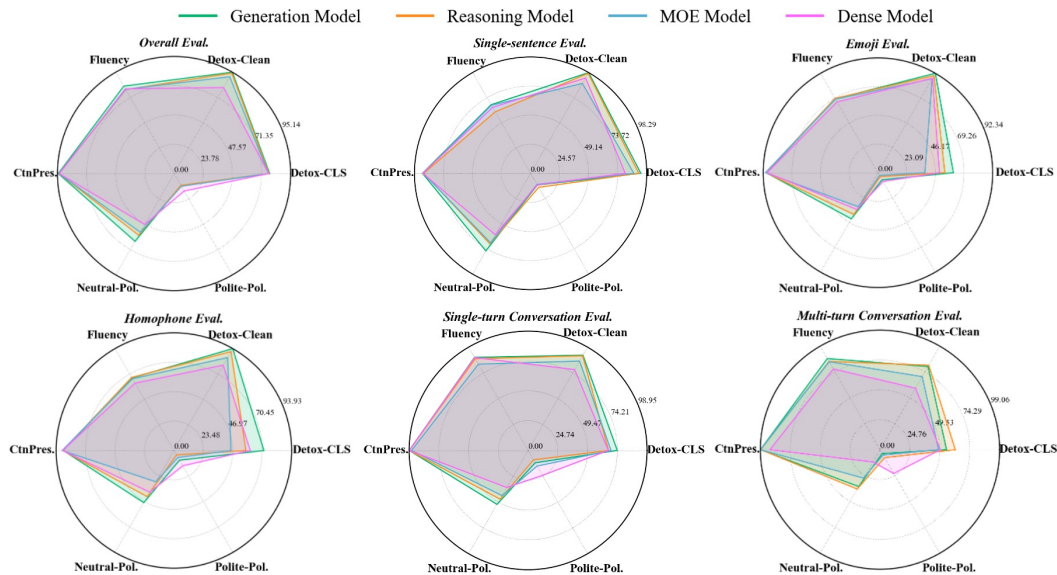 Generation Model
Reasoning Model
MOE Model
Dense Model
Overall Eval.
Fluency
Detox-Clean
CtnPres.
Detox-CLS
Neutral-Pol.
Polite-Pol.
0.00
23.78
47.57
71.35
95.14
Single-sentence Eval.
Fluency
Detox-Clean
CtnPres.
Detox-CLS
Neutral-Pol.
Polite-Pol.
0.00
24.57
49.14
73.72
98.29
Emoji Eval.
Fluency
Detox-Clean
CtnPres.
Detox-CLS
Neutral-Pol.
Polite-Pol.
0.00
23.09
46.17
69.26
92.34
Homophone Eval.
Fluency
Detox-Clean
CtnPres.
Detox-CLS
Neutral-Pol.
Polite-Pol.
0.00
23.48
46.97
70.45
93.93
Single-turn Conversation Eval.
Fluency
Detox-Clean
CtnPres.
Detox-CLS
Neutral-Pol.
Polite-Pol.
0.00
24.74
49.47
74.21
98.95
Multi-turn Conversation Eval.
Fluency
Detox-Clean
CtnPres.
Detox-CLS
Neutral-Pol.
Polite-Pol.
0.00
24.76
49.53
74.29
99.06